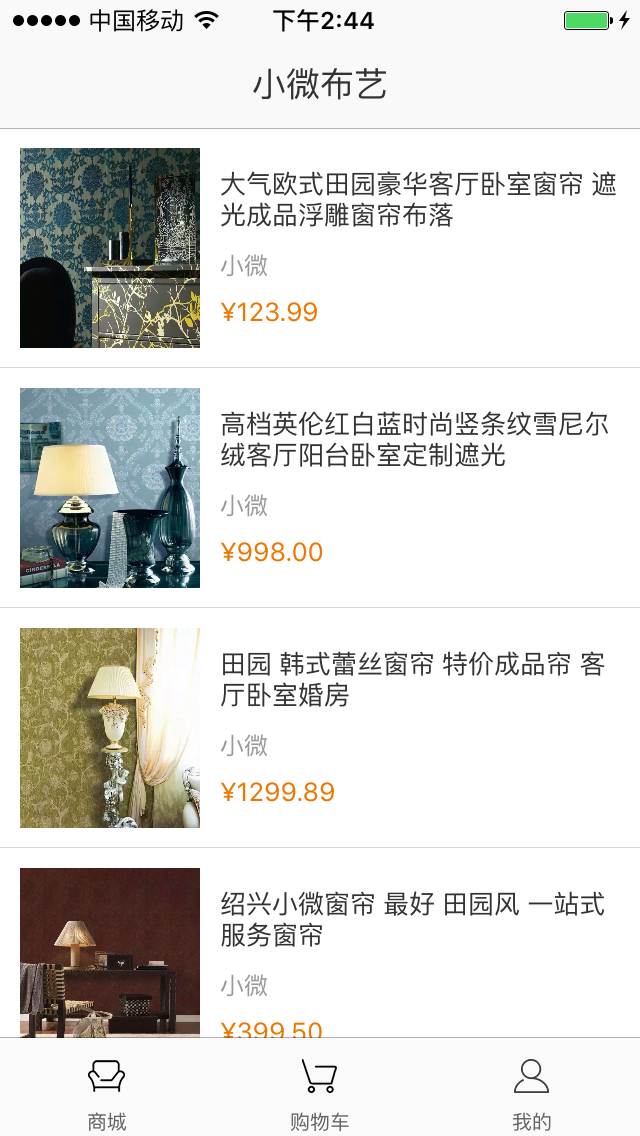 中国移动 下午2:44
小微布艺
大气欧式田园豪华客厅卧室窗帘 遮
光成品浮雕窗帘布落
小微
¥123.99
高档英伦红白蓝时尚竖条纹雪尼尔
绒客厅阳台卧室定制遮光
小微
¥998.00
田园 韩式蕾丝窗帘 特价成品帘 客
厅卧室婚房
小微
¥1299.89
绍兴小微窗帘 最好 田园风 一站式
服务窗帘
小微
¥399.50
商城 购物车 我的